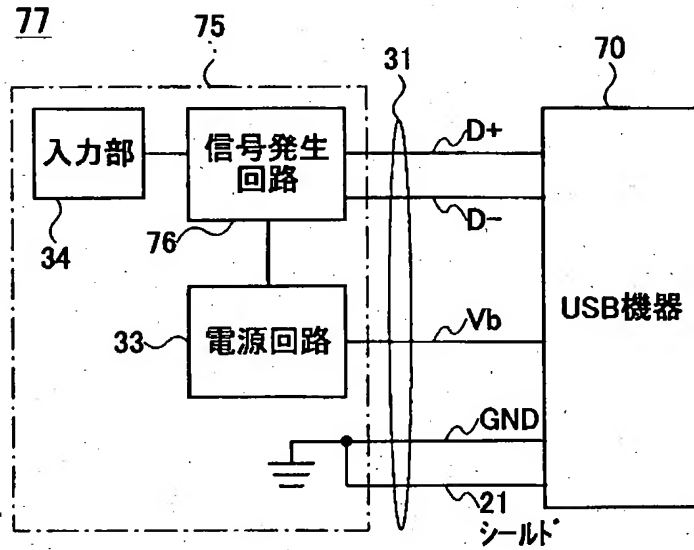 77
75
31
70
入力部
信号発生
回路
D+
D−
34
76
USB機器
33
電源回路
Vb
GND
21
シールド